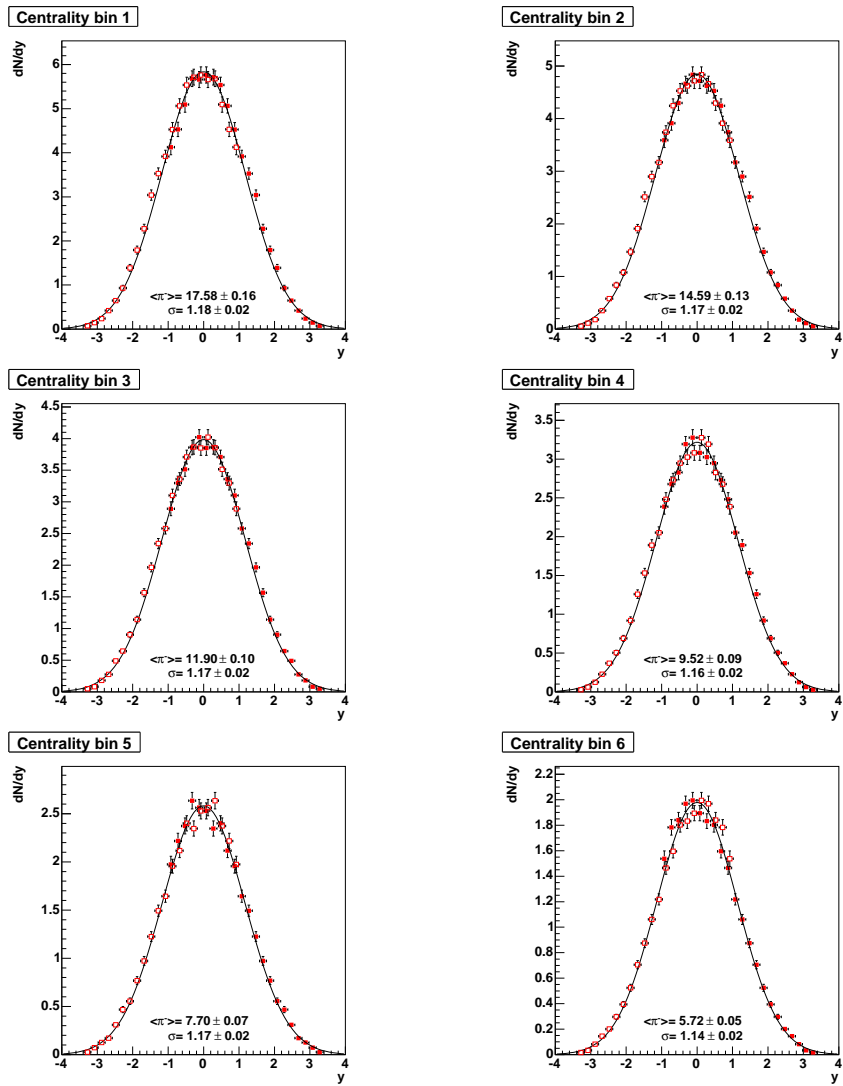 Centrality bin 1
dN/dy
6
5
4
3
2
1
0
<π⁻>= 17.58 ± 0.16
σ= 1.18 ± 0.02
-4 -3 -2 -1 0 1 2 3 4
y
Centrality bin 2
dN/dy
5
4
3
2
1
0
<π⁻>= 14.59 ± 0.13
σ= 1.17 ± 0.02
-4 -3 -2 -1 0 1 2 3 4
y
Centrality bin 3
dN/dy
4.5
4
3.5
3
2.5
2
1.5
1
0.5
0
<π⁻>= 11.90 ± 0.10
σ= 1.17 ± 0.02
-4 -3 -2 -1 0 1 2 3 4
y
Centrality bin 4
dN/dy
3.5
3
2.5
2
1.5
1
0.5
0
<π⁻>= 9.52 ± 0.09
σ= 1.16 ± 0.02
-4 -3 -2 -1 0 1 2 3 4
y
Centrality bin 5
dN/dy
2.5
2
1.5
1
0.5
0
<π⁻>= 7.70 ± 0.07
σ= 1.17 ± 0.02
-4 -3 -2 -1 0 1 2 3 4
y
Centrality bin 6
dN/dy
2.2
2
1.8
1.6
1.4
1.2
1
0.8
0.6
0.4
0.2
0
<π⁻>= 5.72 ± 0.05
σ= 1.14 ± 0.02
-4 -3 -2 -1 0 1 2 3 4
y